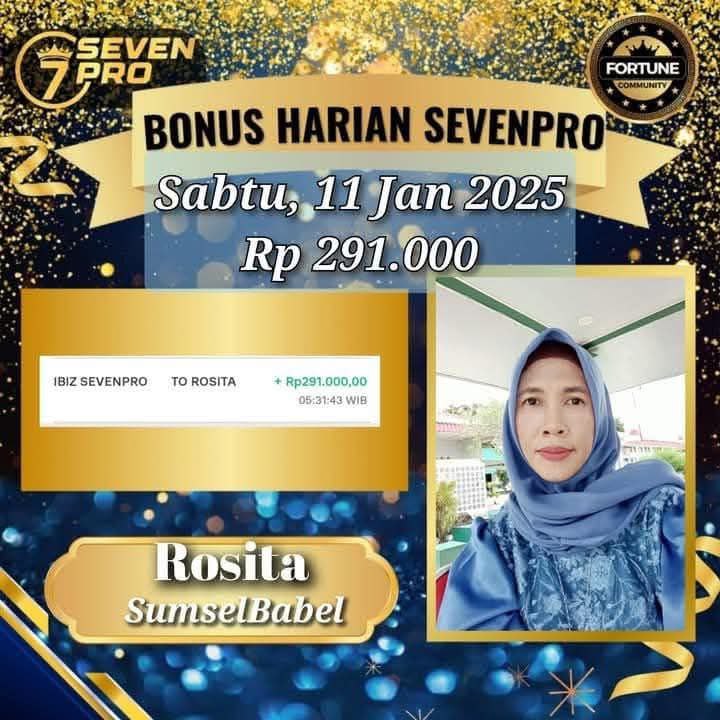 SEVEN
PRO
FORTUNE
COMMUNITY
BONUS HARIAN SEVENPRO
Sabtu, 11 Jan 2025
Rp 291.000
IBIZ SEVENPRO TO ROSITA + Rp291.000,00
05:31:43 WIB
Rosita
SumselBabel